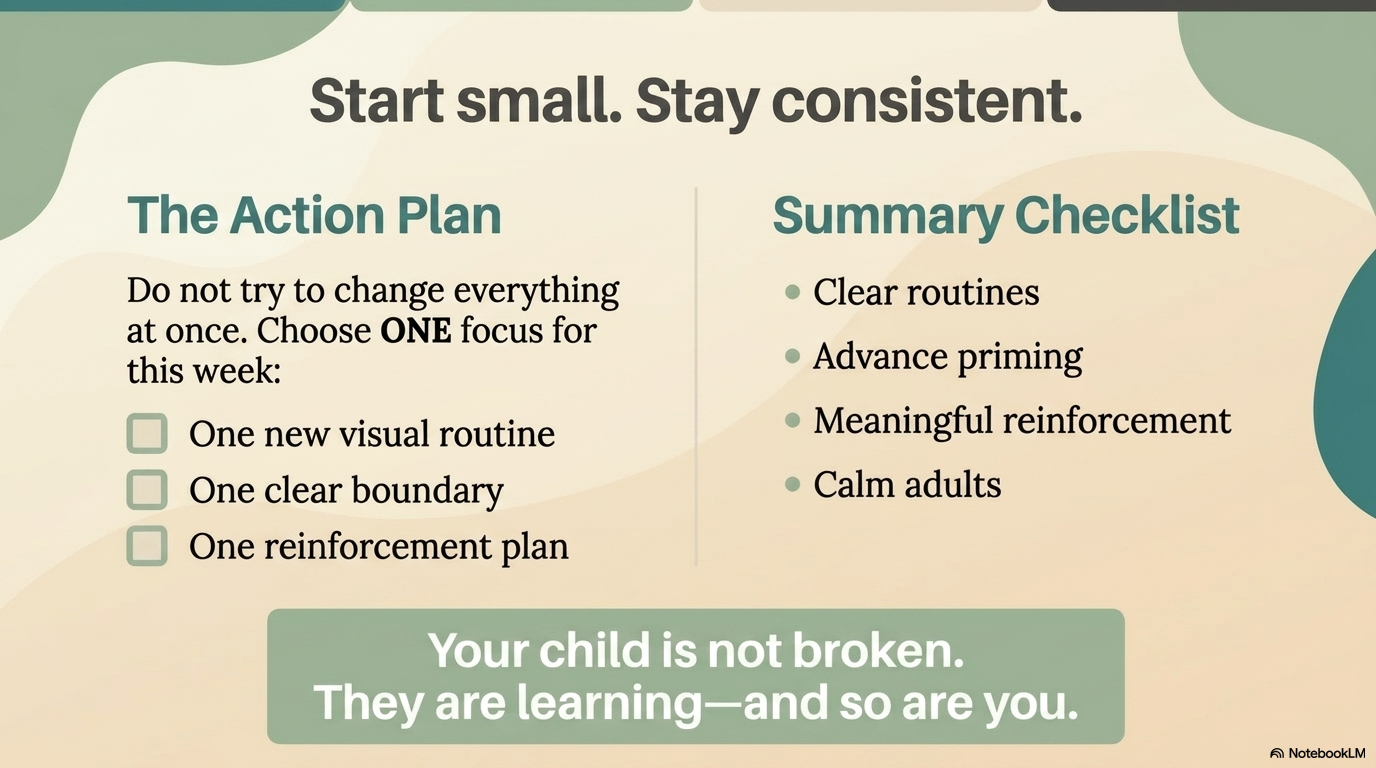 Start small. Stay consistent.
The Action Plan
Do not try to change everything
at once. Choose ONE focus for
this week:
One new visual routine
One clear boundary
One reinforcement plan
Summary Checklist
Clear routines
Advance priming
Meaningful reinforcement
Calm adults
Your child is not broken.
They are learning—and so are you.
NotebookLM